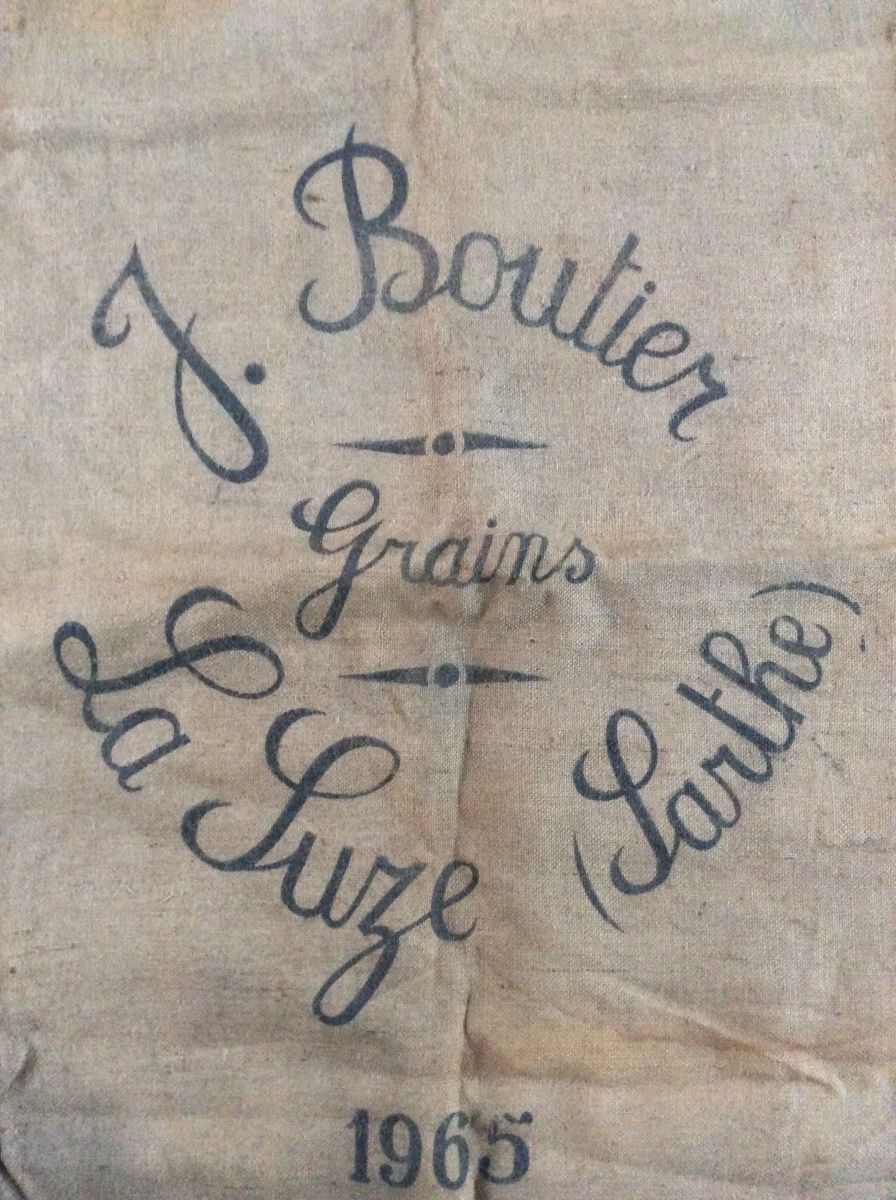 J. Boutier
Grains
La Suze (Sarthe)
1965